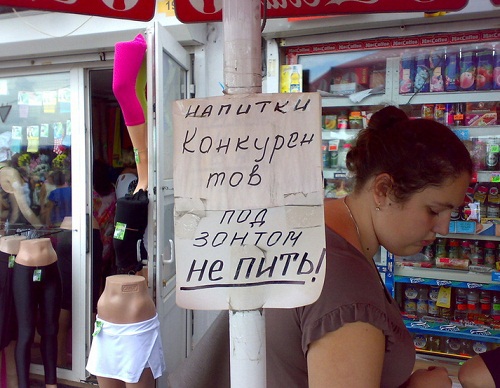 НАПИТКИ
КОНКУРЕН
ТОВ
ПОД
ЗОНТОМ
НЕ ПИТЬ!